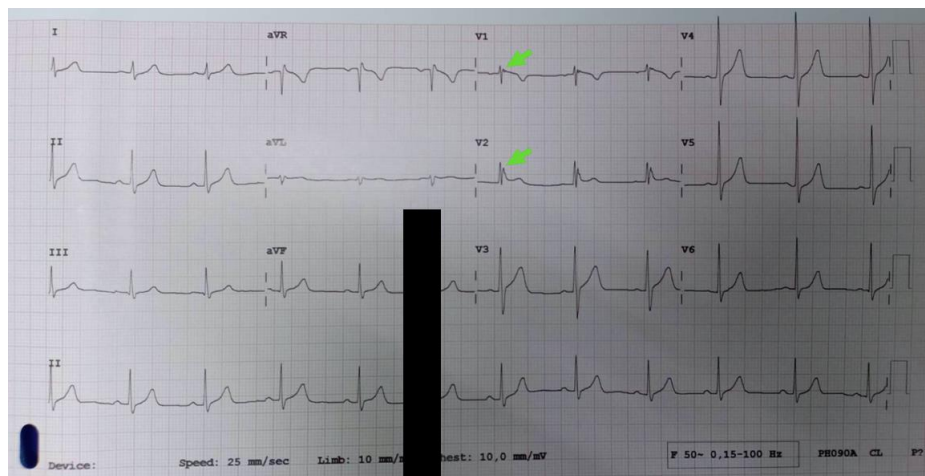 I aVR V1 V4
II aVL V2 V5
III aVF V3 V6
II
Device: Speed: 25 mm/sec Limb: 10 mm/ hest: 10,0 mm/mV F 50~ 0,15-100 Hz PH090A CL P?